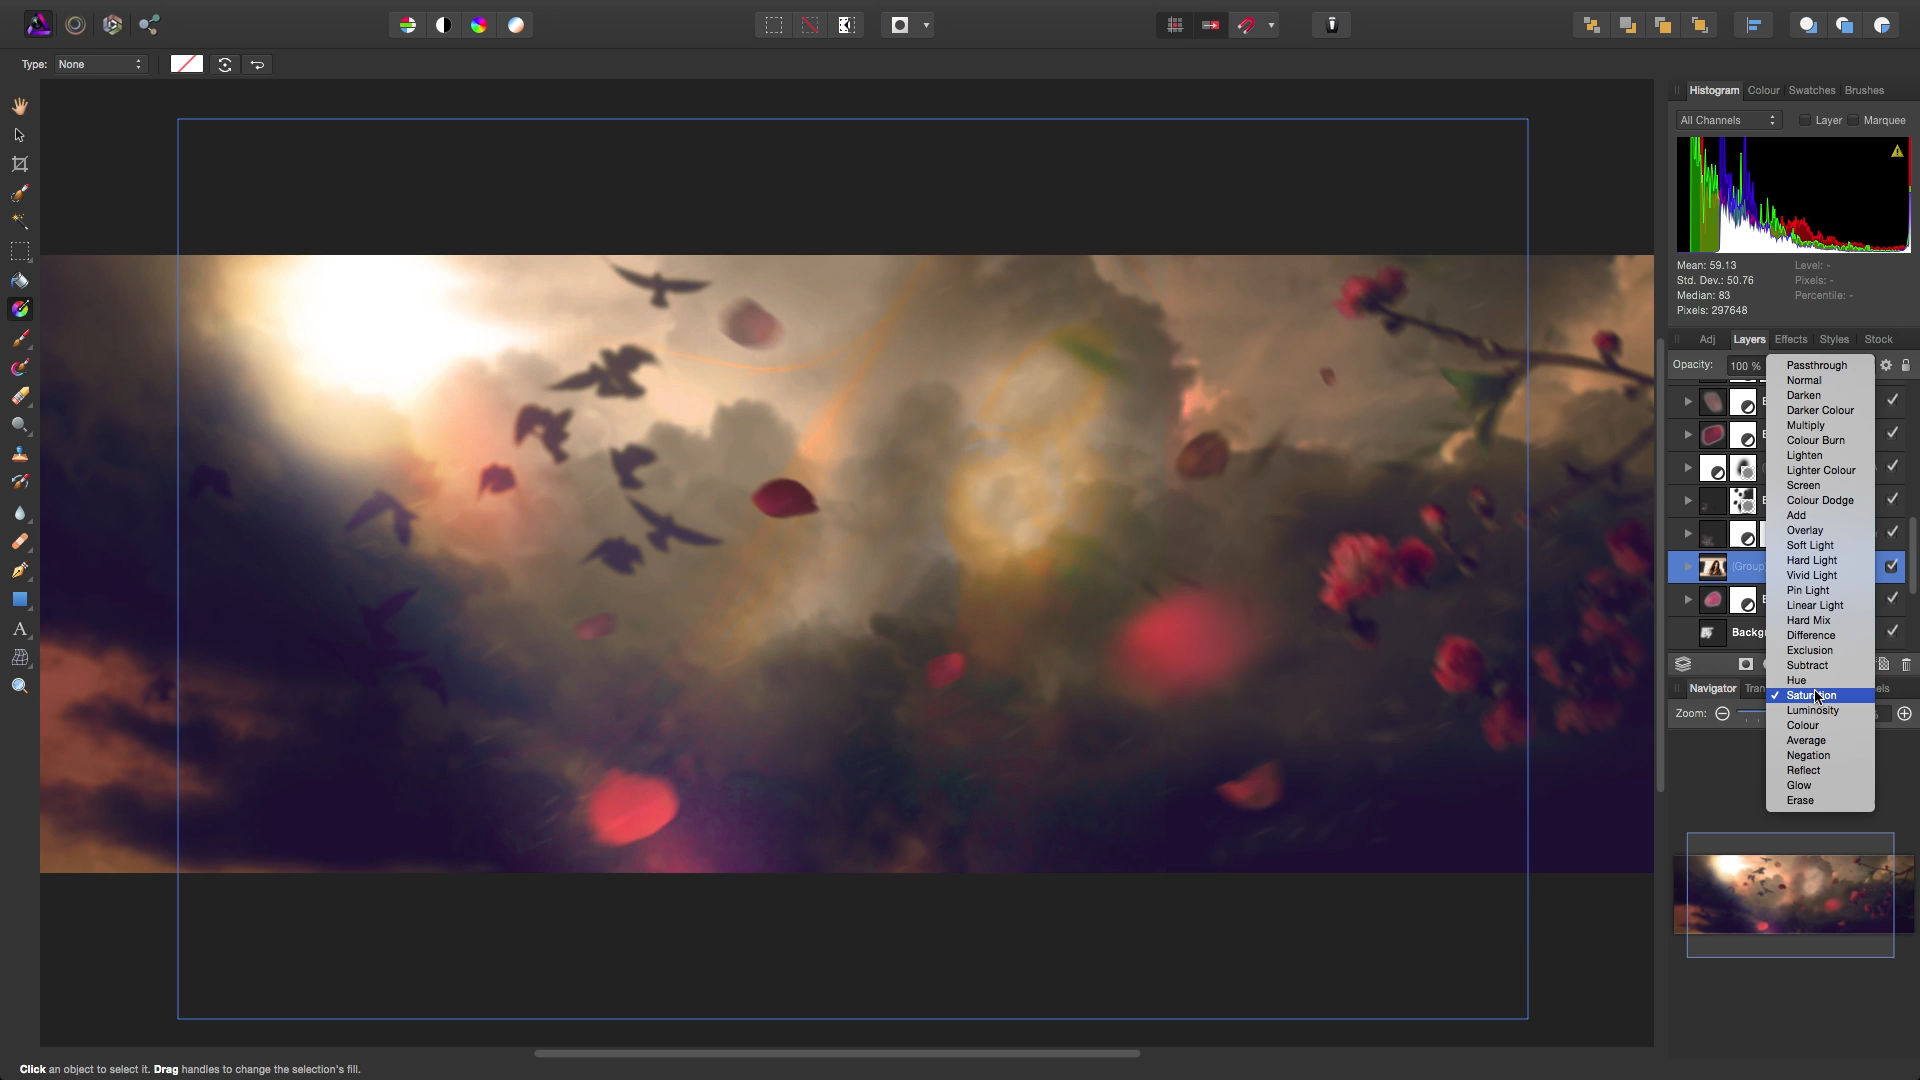 Type: None
Histogram Colour Swatches Brushes
All Channels Layer Marquee
Mean: 59.13 Level: -
Std. Dev.: 50.76 Pixels: -
Median: 83 Percentile: -
Pixels: 297648
Adj Layers Effects Styles Stock
Opacity: 100 %
Passthrough
Normal
Darken
Darker Colour
Multiply
Colour Burn
Lighten
Lighter Colour
Screen
Colour Dodge
Add
Overlay
Soft Light
Hard Light
Vivid Light
Pin Light
Linear Light
Hard Mix
Difference
Exclusion
Subtract
Hue
Saturation
Luminosity
Colour
Average
Negation
Reflect
Glow
Erase
(Group
Backg
Navigator Tran els
Zoom:
Click an object to select it. Drag handles to change the selection's fill.